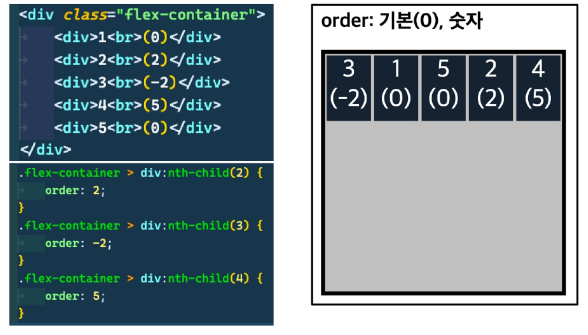 <div class="flex-container">
<div>1<br>(0)</div>
<div>2<br>(2)</div>
<div>3<br>(-2)</div>
<div>4<br>(5)</div>
<div>5<br>(0)</div>
</div>
.flex-container > div:nth-child(2) {
order: 2;
}
.flex-container > div:nth-child(3) {
order: -2;
}
.flex-container > div:nth-child(4) {
order: 5;
}
order: 기본(0), 숫자
3 1 5 2 4
(-2) (0) (0) (2) (5)